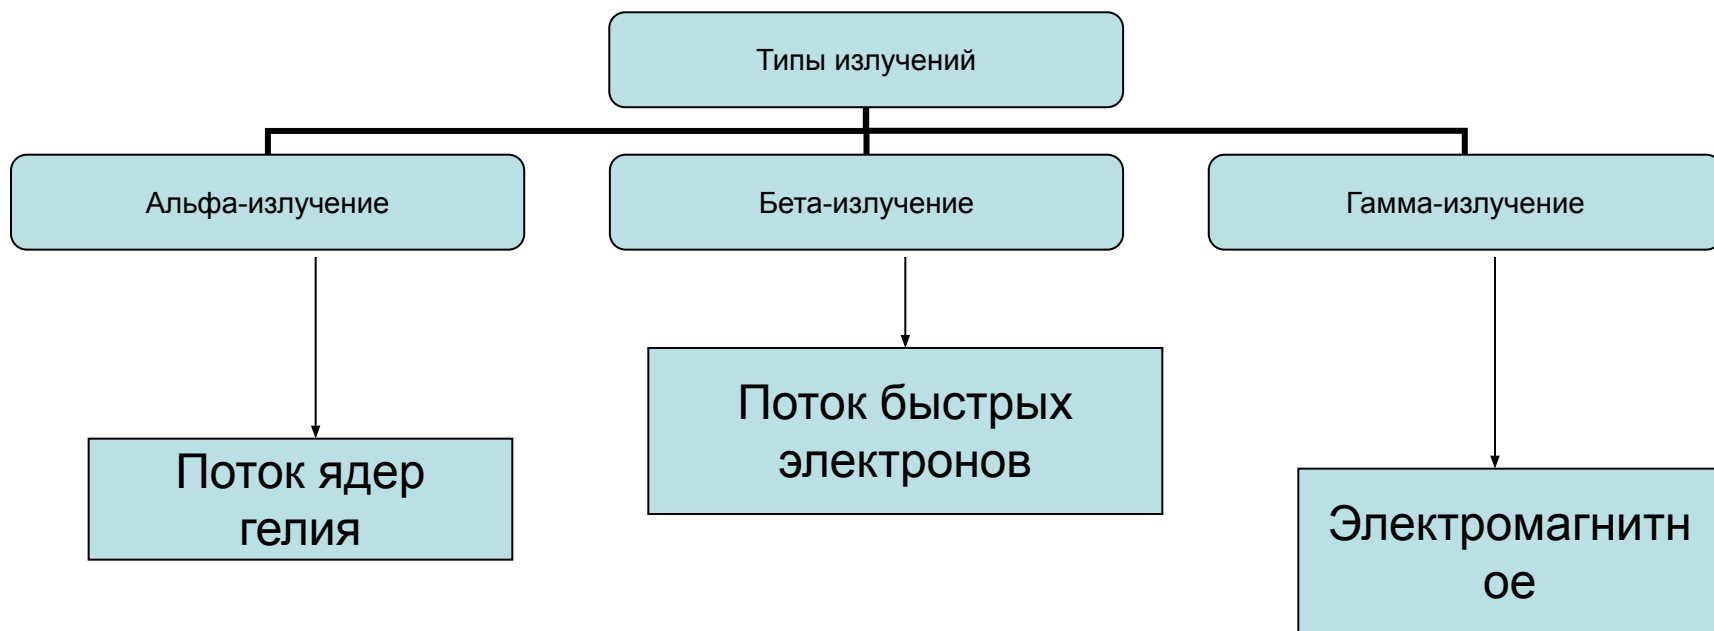 Типы излучений
Альфа-излучение
Бета-излучение
Гамма-излучение
Поток ядер
гелия
Поток быстрых
электронов
Электромагнитн
ое